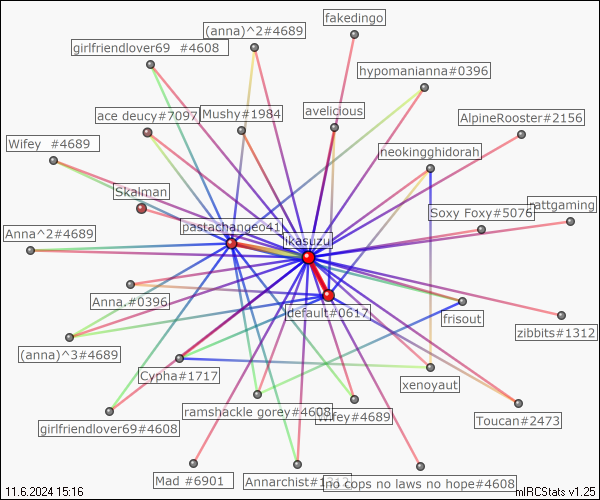 fakedingo
(anna)^2#4689
girlfriendlover69 #4608
hypomanianna#0396
avelicious
Mushy#1984
ace deucy#7097
AlpineRooster#2156
Wifey #4689
neokingghidorah
Skalman
rattgaming
Soxy Foxy#5076
pastachangeo41
Anna^2#4689
ikasuzu
Anna.#0396
default#0617
frisout
zibbits#1312
(anna)^3#4689
Cypha#1717
xenoyaut
ramshackle gorey#4608
Wifey#4689
Toucan#2473
girlfriendlover69#4608
Mad #6901
Annarchist#1312
no cops no laws no hope#4608
11.6.2024 15:16
mIRCStats v1.25